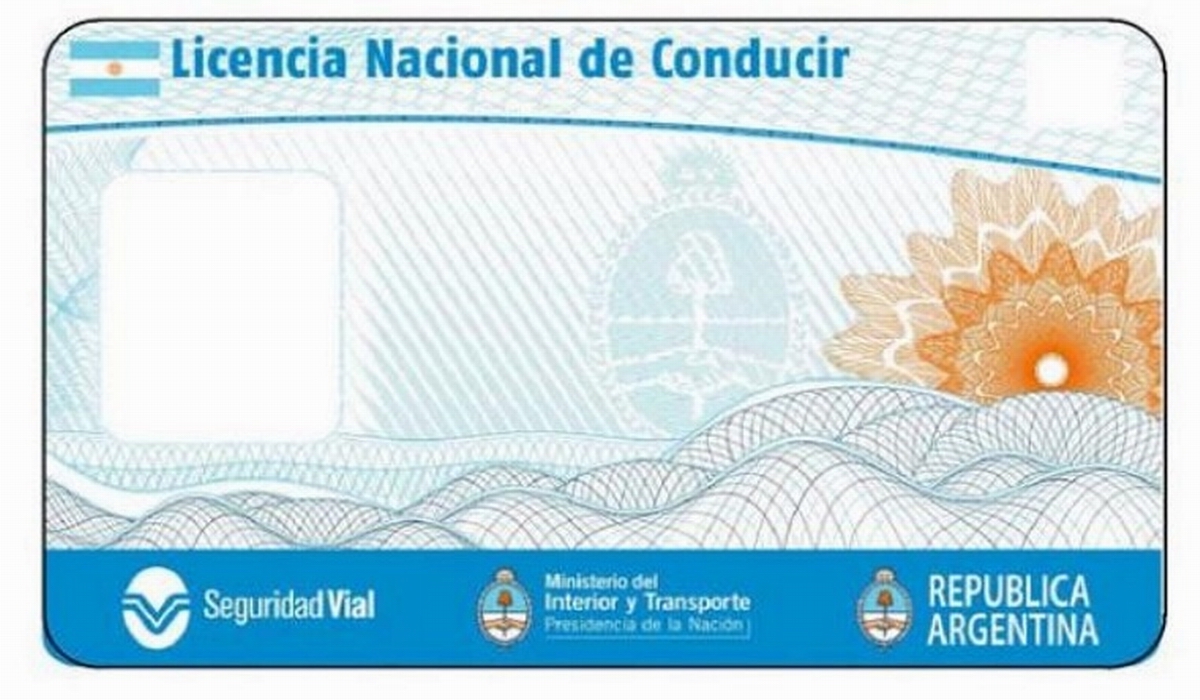 Licencia Nacional de Conducir
Seguridad Vial
Ministerio del
Interior y Transporte
Presidencia de la Nación
REPUBLICA
ARGENTINA